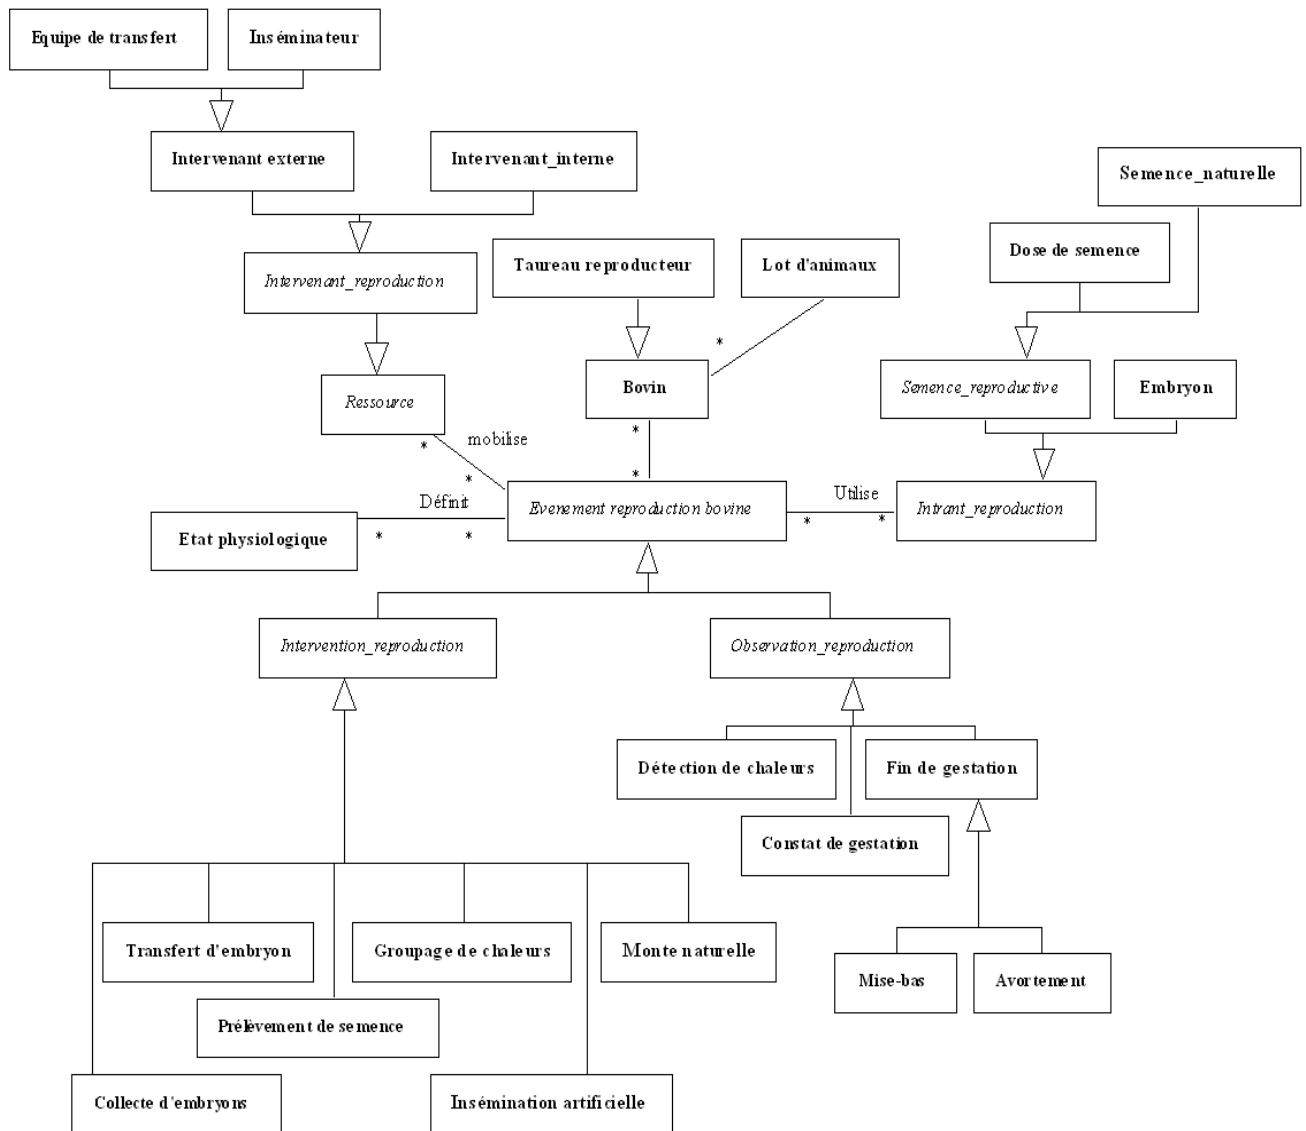 Equipe de transfert
Inséminateur
Intervenant externe
Intervenant_interne
Semence_naturelle
Dose de semence
Taureau reproducteur
Lot d'animaux
Intervenant_reproduction
*
Ressource
Bovin
Semence_reproductive
Embryon
* mobilise
*
*
*
Définit
Evenement reproduction bovine
Utilise
* *
Intrant_reproduction
Etat physiologique
* *
Intervention_reproduction
Observation_reproduction
Détection de chaleurs
Fin de gestation
Constat de gestation
Transfert d'embryon
Groupage de chaleurs
Monte naturelle
Mise-bas
Avortement
Prélèvement de semence
Collecte d'embryons
Insémination artificielle